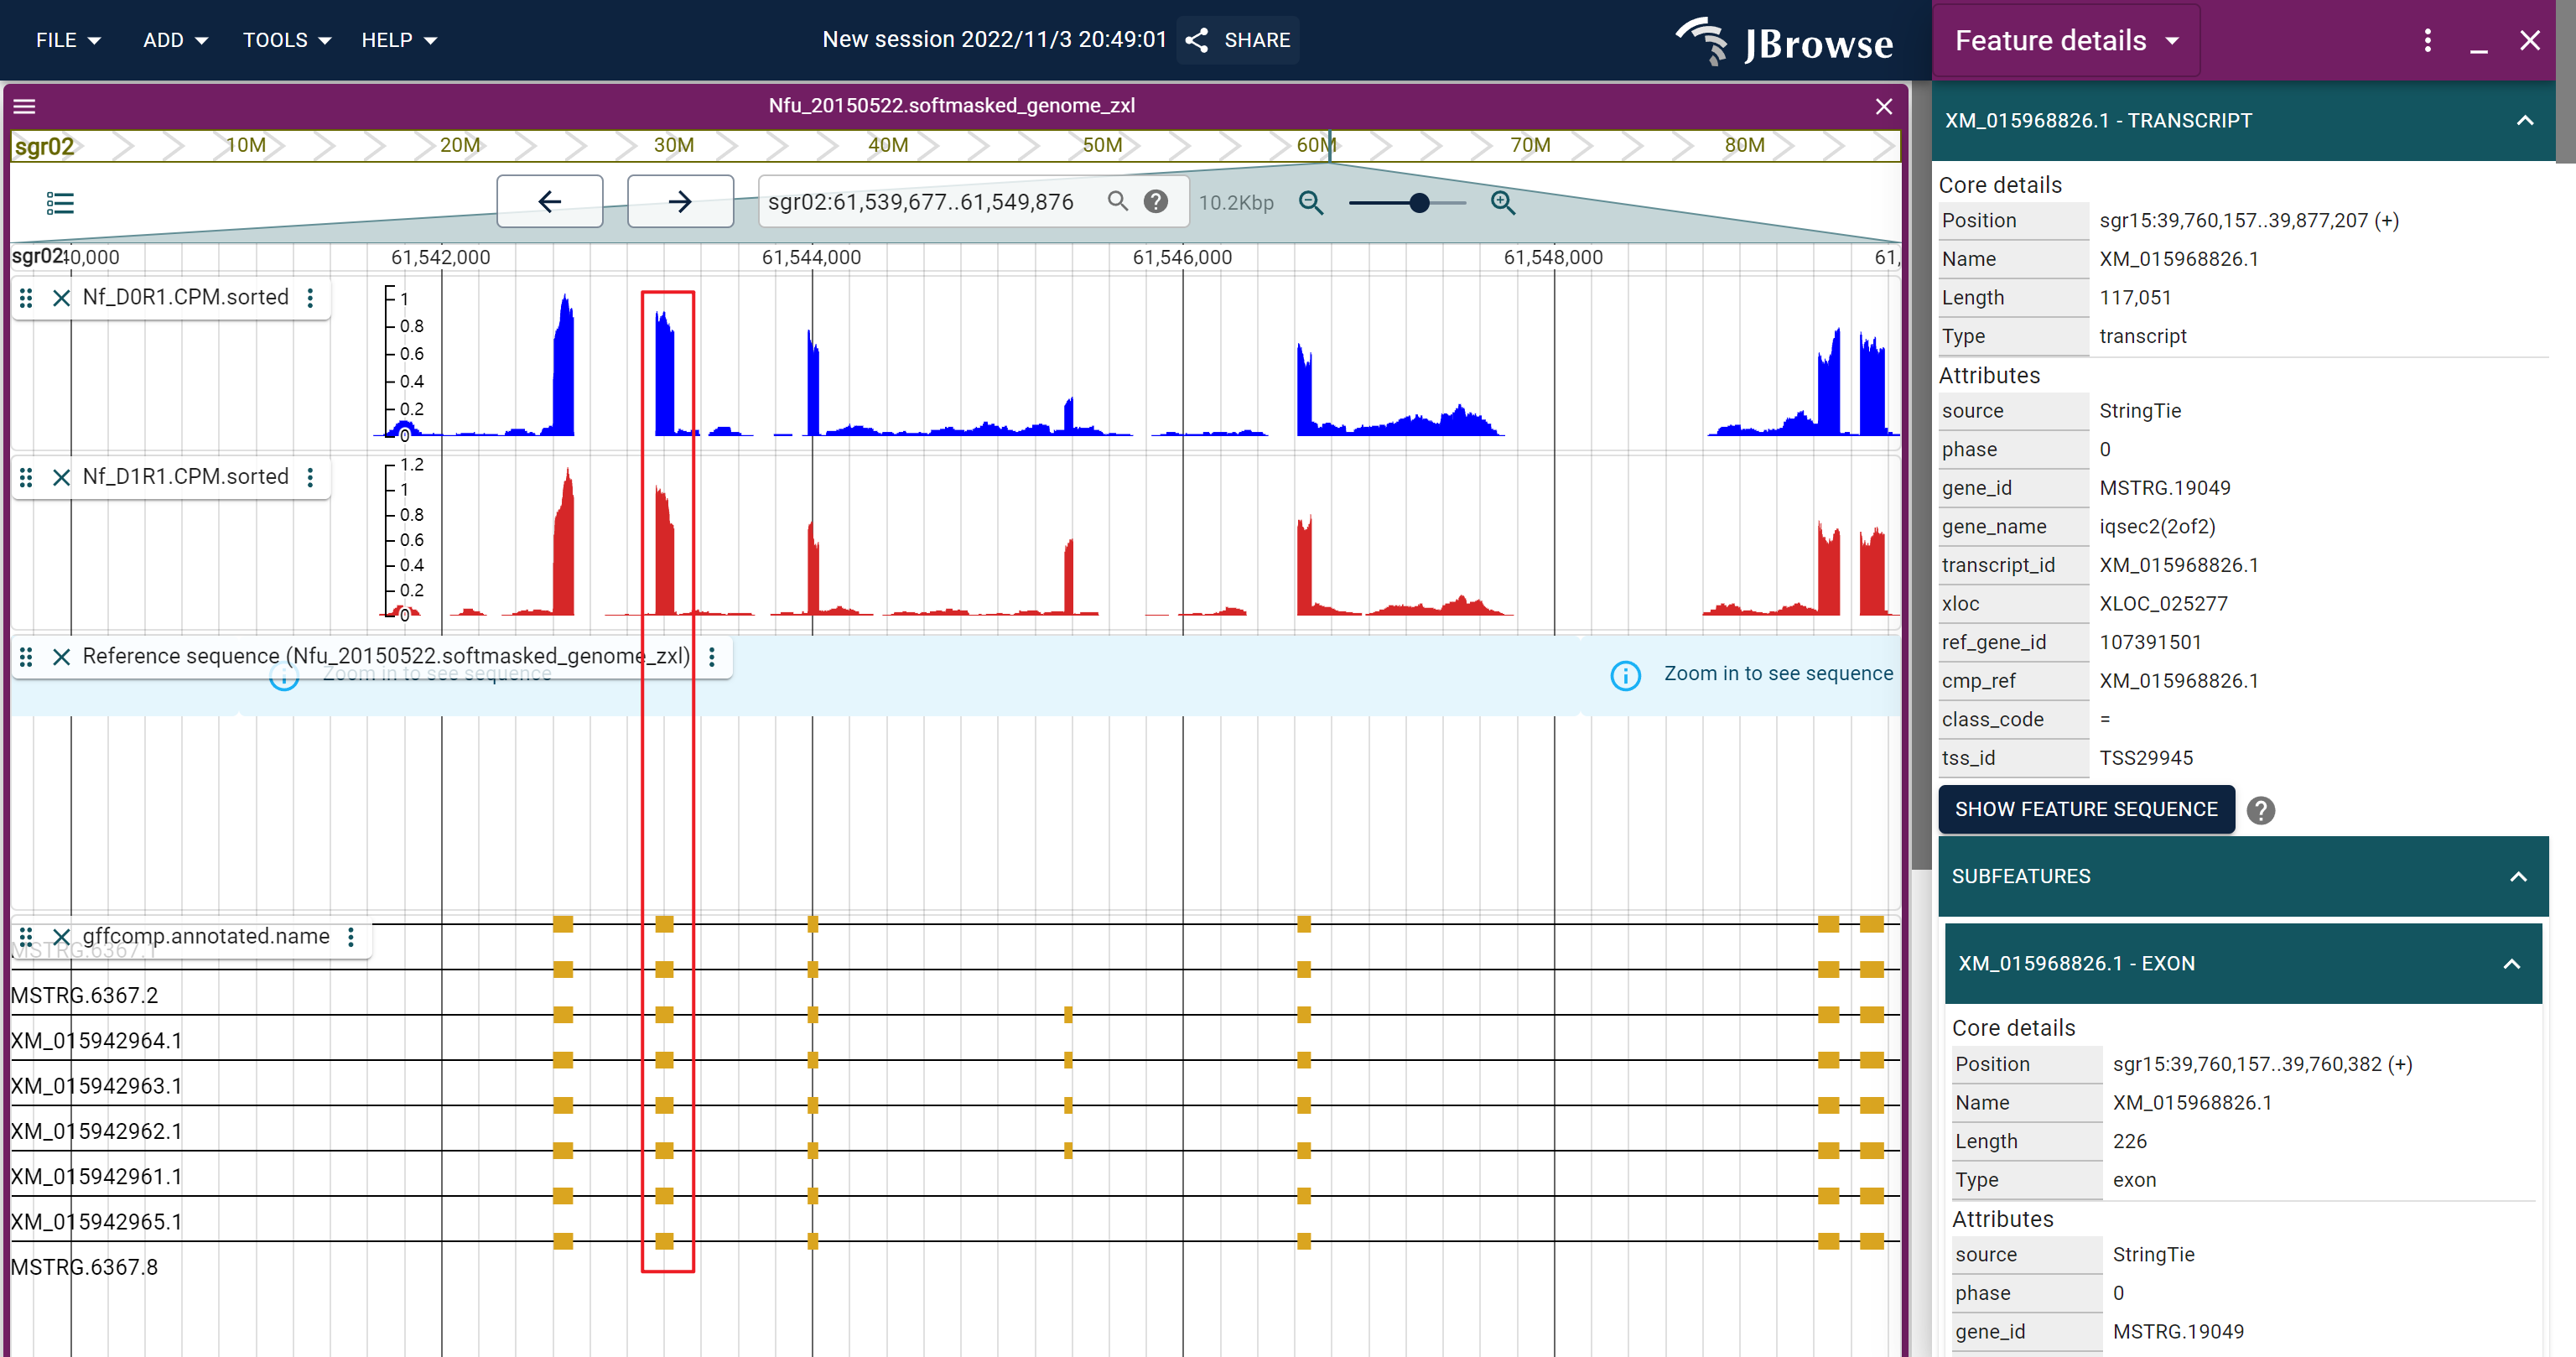 FILE ADD TOOLS HELP New session 2022/11/3 20:49:01 SHARE JBrowse
Nfu_20150522.softmasked_genome_zxl
sgr02 10M 20M 30M 40M 50M 60M 70M 80M
sgr02:61,539,677..61,549,876 10.2Kbp
sgr02: 40,000 61,542,000 61,544,000 61,546,000 61,548,000 61,
Nf_D0R1.CPM.sorted
1
0.8
0.6
0.4
0.2
0
Nf_D1R1.CPM.sorted
1.2
1
0.8
0.6
0.4
0.2
0
Reference sequence (Nfu_20150522.softmasked_genome_zxl)
Zoom in to see sequence Zoom in to see sequence
gffcomp.annotated.name
MSTRG.6367.1
MSTRG.6367.2
XM_015942964.1
XM_015942963.1
XM_015942962.1
XM_015942961.1
XM_015942965.1
MSTRG.6367.8
Feature details
XM_015968826.1 - TRANSCRIPT
Core details
Position sgr15:39,760,157..39,877,207 (+)
Name XM_015968826.1
Length 117,051
Type transcript
Attributes
source StringTie
phase 0
gene_id MSTRG.19049
gene_name iqsec2(2of2)
transcript_id XM_015968826.1
xloc XLOC_025277
ref_gene_id 107391501
cmp_ref XM_015968826.1
class_code =
tss_id TSS29945
SHOW FEATURE SEQUENCE
SUBFEATURES
XM_015968826.1 - EXON
Core details
Position sgr15:39,760,157..39,760,382 (+)
Name XM_015968826.1
Length 226
Type exon
Attributes
source StringTie
phase 0
gene_id MSTRG.19049